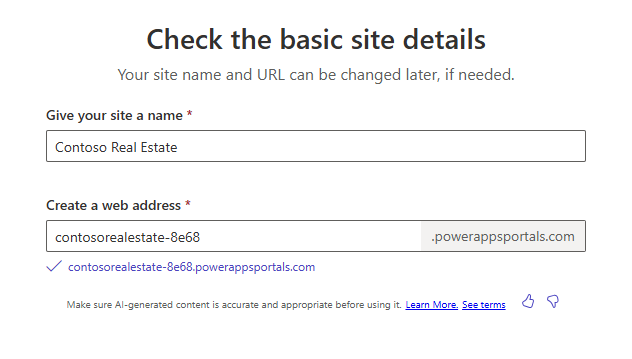 Check the basic site details
Your site name and URL can be changed later, if needed.
Give your site a name *
Contoso Real Estate
Create a web address *
contosorealestate-8e68 .powerappsportals.com
contosorealestate-8e68.powerappsportals.com
Make sure AI-generated content is accurate and appropriate before using it. Learn More. See terms